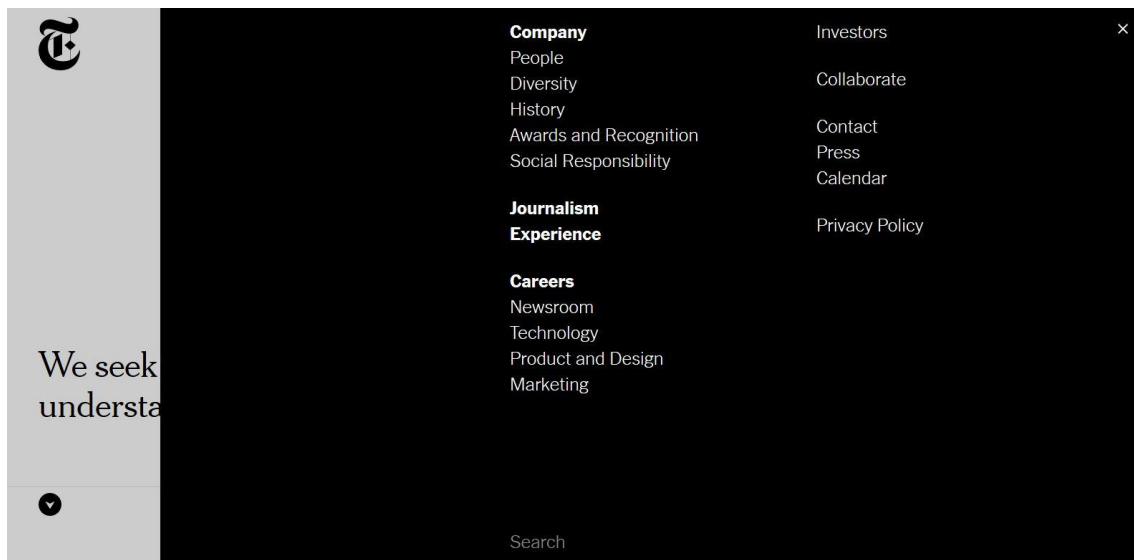 T
We seek
understa
Company
People
Diversity
History
Awards and Recognition
Social Responsibility
Journalism
Experience
Careers
Newsroom
Technology
Product and Design
Marketing
Search
Investors
Collaborate
Contact
Press
Calendar
Privacy Policy